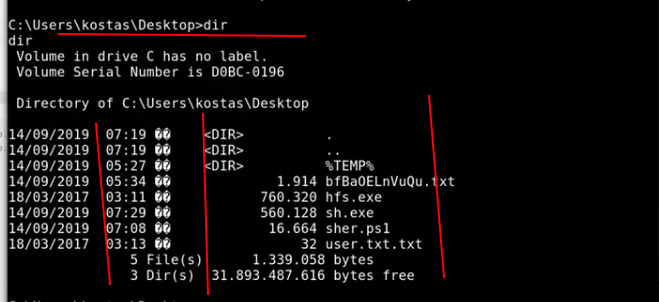 C:\Users\kostas\Desktop>dir
dir
 Volume in drive C has no label.
 Volume Serial Number is D0BC-0196

 Directory of C:\Users\kostas\Desktop

14/09/2019  07:19 ��    <DIR>          .
14/09/2019  07:19 ��    <DIR>          ..
14/09/2019  05:27 ��    <DIR>          %TEMP%
14/09/2019  05:34 ��             1.914 bfBaOELnVuQu.txt
18/03/2017  03:11 ��           760.320 hfs.exe
14/09/2019  07:29 ��           560.128 sh.exe
14/09/2019  07:08 ��            16.664 sher.ps1
18/03/2017  03:13 ��                32 user.txt.txt
               5 File(s)      1.339.058 bytes
               3 Dir(s)  31.893.487.616 bytes free